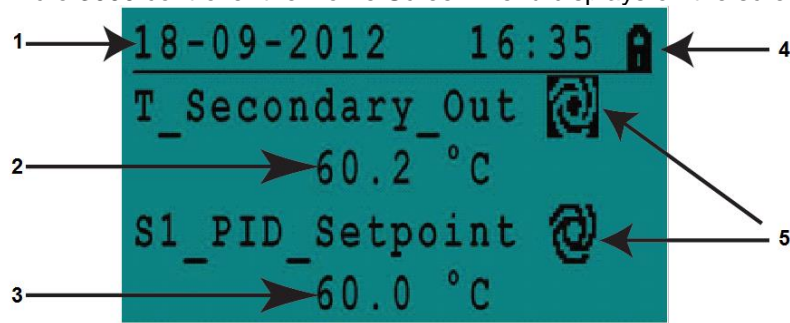 1 18-09-2012 16:35 4
T_Secondary_Out
2 60.2 °C
S1_PID_Setpoint 5
3 60.0 °C